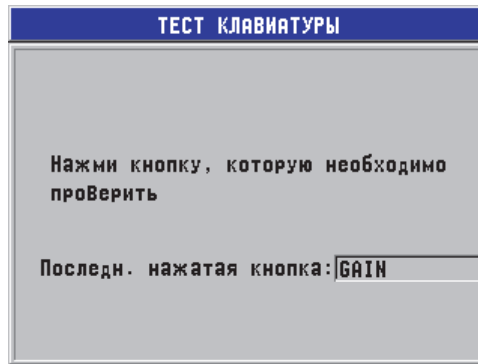 ТЕСТ КЛАВИАТУРЫ
Нажми кнопку, которую необходимо
проверить
Последн. нажатая кнопка: GAIN